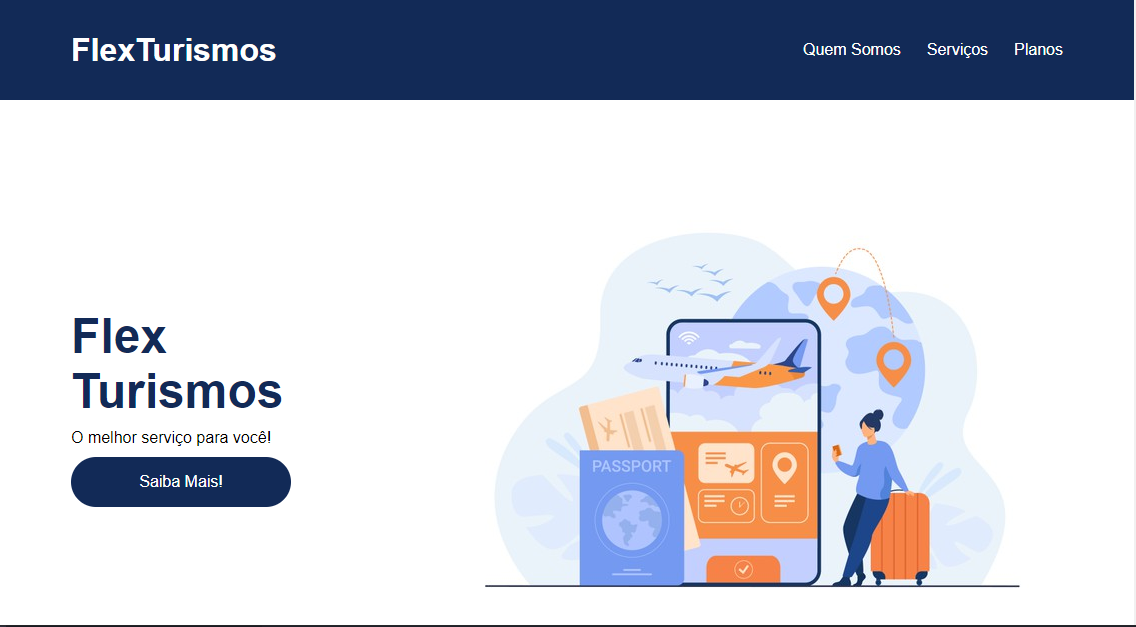 FlexTurismos
Quem Somos Serviços Planos
Flex
Turismos
O melhor serviço para você!
Saiba Mais!
PASSPORT